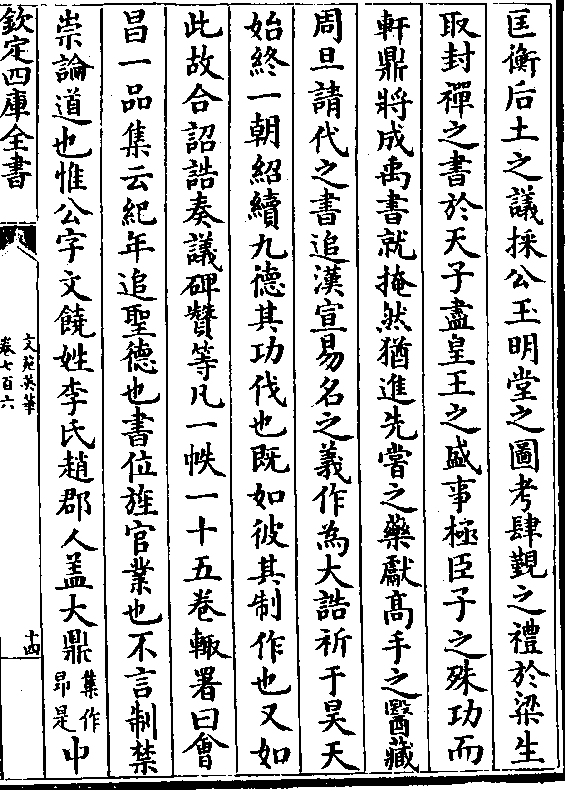 匡衡后土之議採公玉明堂之圖考肆覲之禮於梁生
取封禪之書於天子盡皇王之盛事極臣子之殊功而
軒鼎將成禹書就掩然猶進先嘗之藥獻高手之醫藏
周旦請代之書追漢宣易名之義作為大誥祈于昊天
始終一朝紹續九德其功伐也既如彼其制作也又如
此故合詔誥奏議碑贊等凡一帙一十五卷輙署曰會
昌一品集云紀年追聖德也書位旌官業也不言制禁
崇論道也惟公字文饒姓李氏趙郡人盖大鼎集作昂是中
欽定四庫全書
文苑英華
卷七百六
十四